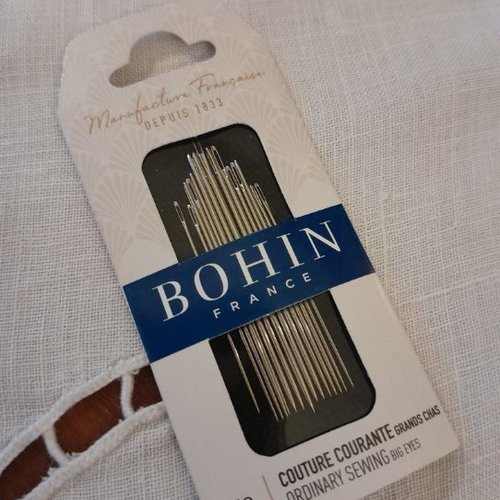 Manufacture Française
DEPUIS 1833
BOHIN
FRANCE
COUTURE COURANTE GRANDS CHAS
ORDINARY SEWING BIG EYES